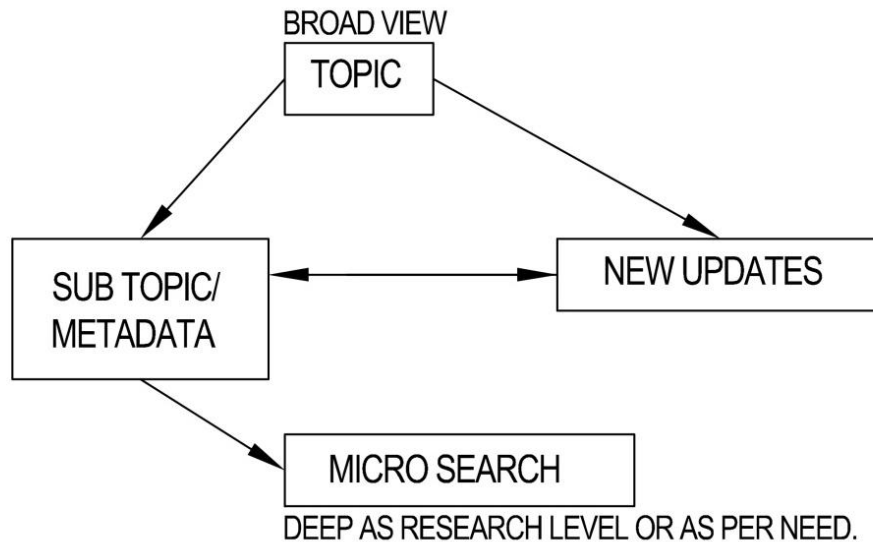 BROAD VIEW
TOPIC
SUB TOPIC/
METADATA
NEW UPDATES
MICRO SEARCH
DEEP AS RESEARCH LEVEL OR AS PER NEED.